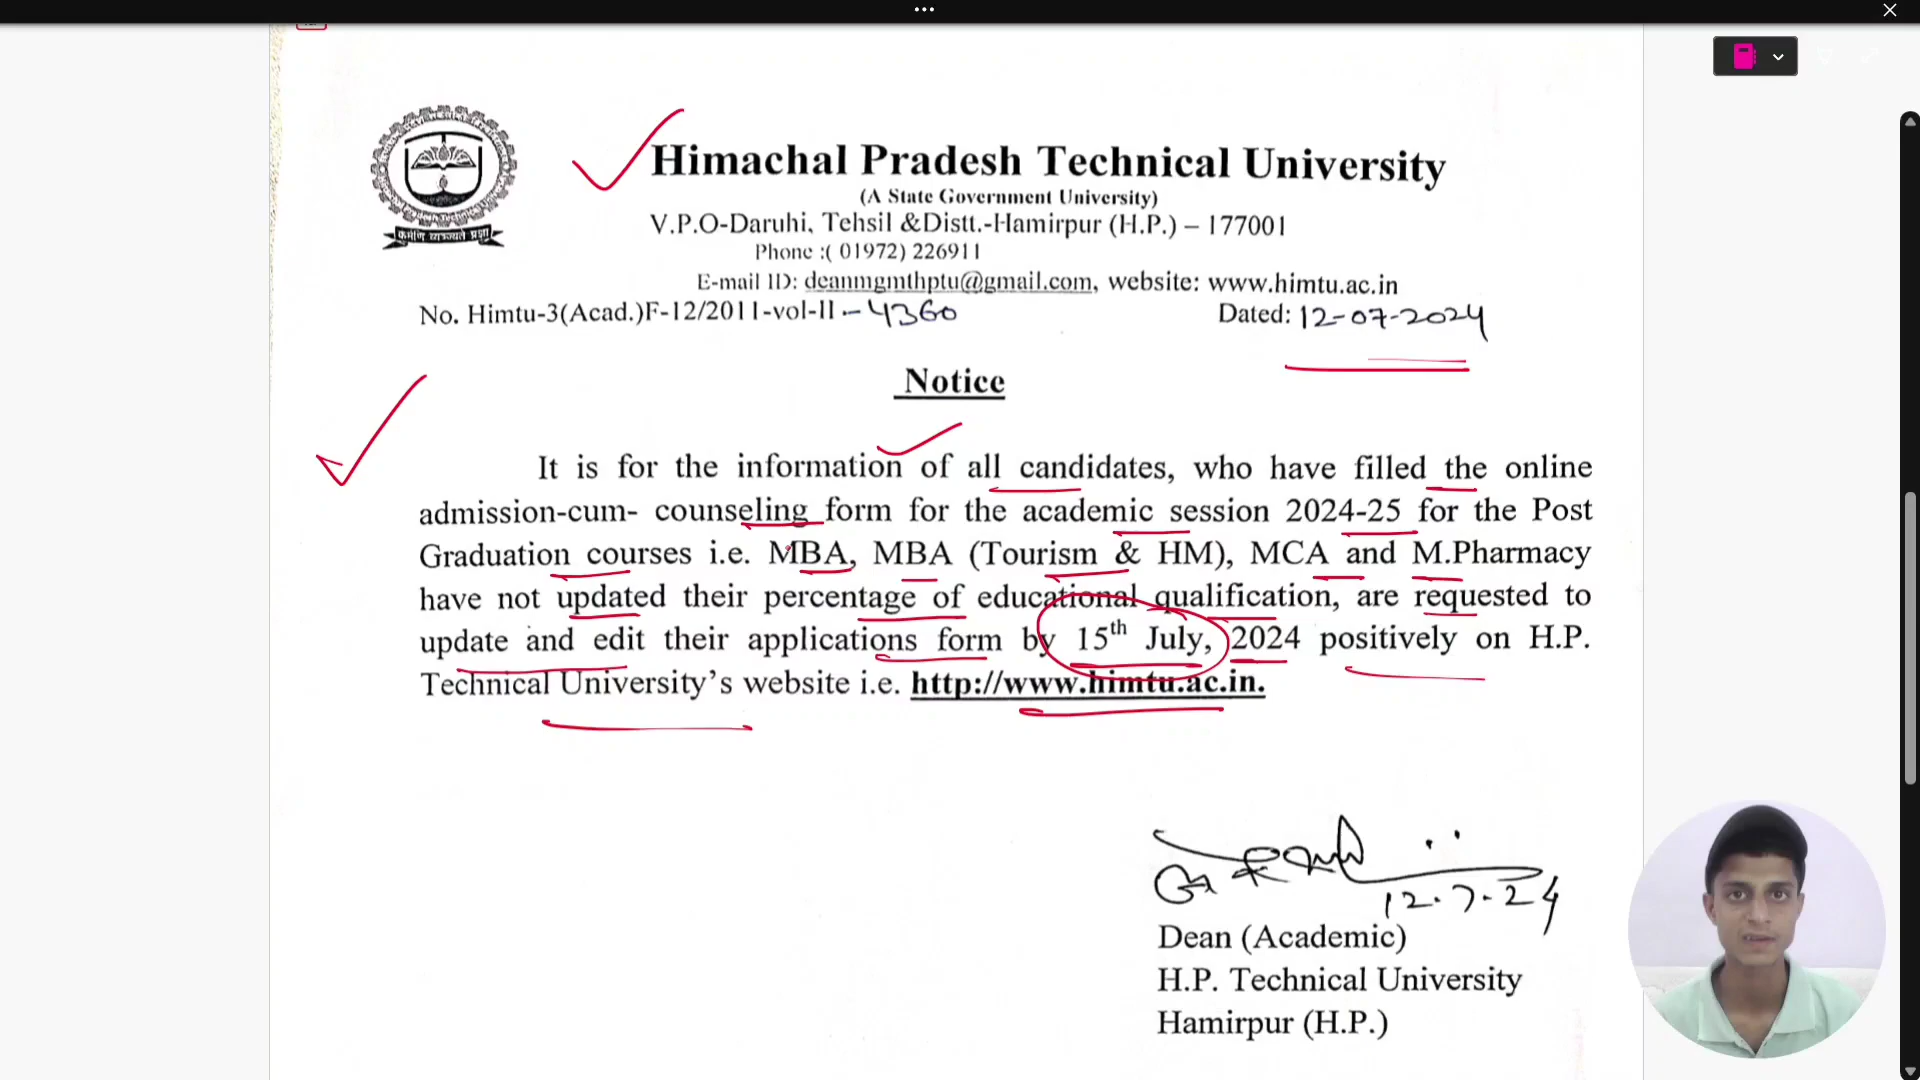 Himachal Pradesh Technical University
(A State Government University)
V.P.O-Daruhi, Tehsil &Distt.-Hamirpur (H.P.) – 177001
Phone :( 01972) 226911
E-mail ID: deanmgmthptu@gmail.com, website: www.himtu.ac.in
No. Himtu-3(Acad.)F-12/2011-vol-II - 4360 Dated: 12-07-2024
Notice
It is for the information of all candidates, who have filled the online
admission-cum- counseling form for the academic session 2024-25 for the Post
Graduation courses i.e. MBA, MBA (Tourism & HM), MCA and M.Pharmacy
have not updated their percentage of educational qualification, are requested to
update and edit their applications form by 15th July, 2024 positively on H.P.
Technical University’s website i.e. http://www.himtu.ac.in.
12.7.24
Dean (Academic)
H.P. Technical University
Hamirpur (H.P.)